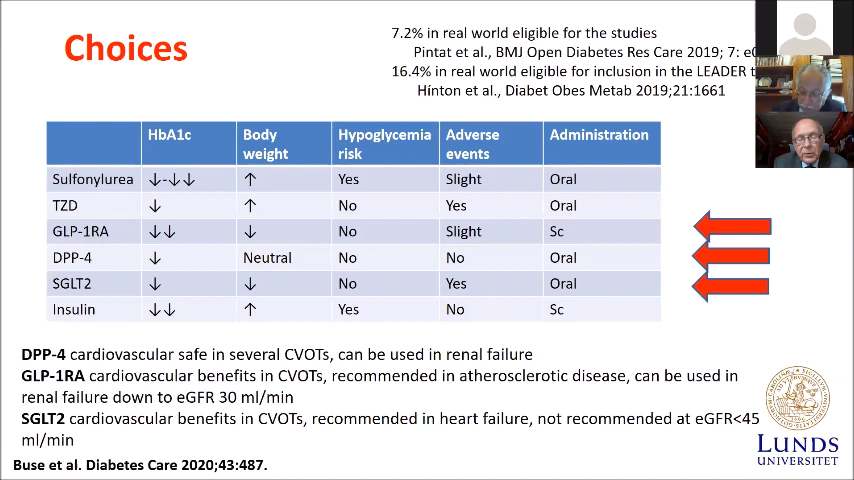 Choices
7.2% in real world eligible for the studies
Pintat et al., BMJ Open Diabetes Res Care 2019; 7:
16.4% in real world eligible for inclusion in the LEADER
Hínton et al., Diabet Obes Metab 2019;21:1661
HbA1c Body weight Hypoglycemia risk Adverse events Administration
Sulfonylurea ↓-↓↓ ↑ Yes Slight Oral
TZD ↓ ↑ No Yes Oral
GLP-1RA ↓↓ ↓ No Slight Sc
DPP-4 ↓ Neutral No No Oral
SGLT2 ↓ ↓ No Yes Oral
Insulin ↓↓ ↑ Yes No Sc
DPP-4 cardiovascular safe in several CVOTs, can be used in renal failure
GLP-1RA cardiovascular benefits in CVOTs, recommended in atherosclerotic disease, can be used in
renal failure down to eGFR 30 ml/min
SGLT2 cardiovascular benefits in CVOTs, recommended in heart failure, not recommended at eGFR<45
ml/min
Buse et al. Diabetes Care 2020;43:487.
LUNDS
UNIVERSITET